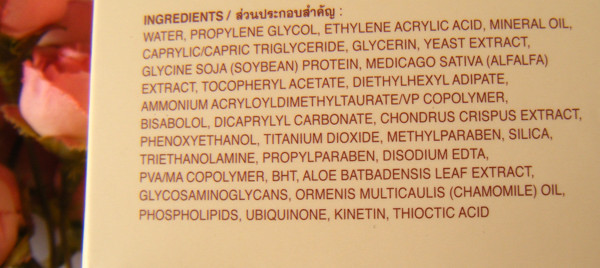 INGREDIENTS / ส่วนประกอบสำคัญ :
WATER, PROPYLENE GLYCOL, ETHYLENE ACRYLIC ACID, MINERAL OIL,
CAPRYLIC/CAPRIC TRIGLYCERIDE, GLYCERIN, YEAST EXTRACT,
GLYCINE SOJA (SOYBEAN) PROTEIN, MEDICAGO SATIVA (ALFALFA)
EXTRACT, TOCOPHERYL ACETATE, DIETHYLHEXYL ADIPATE,
AMMONIUM ACRYLOYLDIMETHYLTAURATE/VP COPOLYMER,
BISABOLOL, DICAPRYLYL CARBONATE, CHONDRUS CRISPUS EXTRACT,
PHENOXYETHANOL, TITANIUM DIOXIDE, METHYLPARABEN, SILICA,
TRIETHANOLAMINE, PROPYLPARABEN, DISODIUM EDTA,
PVA/MA COPOLYMER, BHT, ALOE BATBADENSIS LEAF EXTRACT,
GLYCOSAMINOGLYCANS, ORMENIS MULTICAULIS (CHAMOMILE) OIL,
PHOSPHOLIPIDS, UBIQUINONE, KINETIN, THIOCTIC ACID